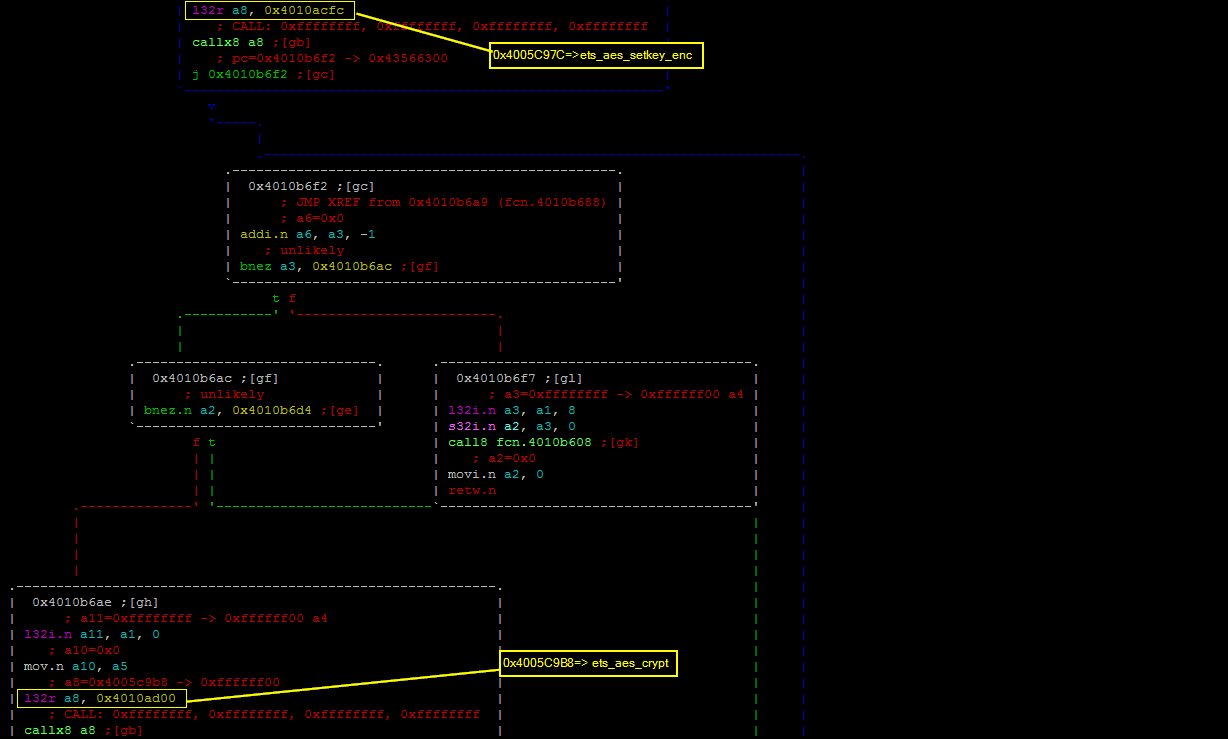 l32r a8, 0x4010acfc
; CALL: 0xffffffff, 0xffffffff, 0xffffffff, 0xffffffff
callx8 a8 ;[gb]
0x4005C97C=>ets_aes_setkey_enc
; pc=0x4010b6f2 -> 0x43566300
j 0x4010b6f2 ;[gc]
v
0x4010b6f2 ;[gc]
; JMP XREF from 0x4010b6a9 (fcn.4010b688)
; a6=0x0
addi.n a6, a3, -1
; unlikely
bnez a3, 0x4010b6ac ;[gf]
t f
0x4010b6ac ;[gf]
; unlikely
bnez.n a2, 0x4010b6d4 ;[ge]
f t
0x4010b6f7 ;[gl]
; a3=0xffffffff -> 0xffffff00 a4
l32i.n a3, a1, 8
s32i.n a2, a3, 0
call8 fcn.4010b608 ;[gk]
; a2=0x0
movi.n a2, 0
retw.n
0x4010b6ae ;[gh]
; a11=0xffffffff -> 0xffffff00 a4
l32i.n a11, a1, 0
; a10=0x0
mov.n a10, a5
; a8=0x4005c9b8 -> 0xffffff00
0x4005C9B8=> ets_aes_crypt
l32r a8, 0x4010ad00
; CALL: 0xffffffff, 0xffffffff, 0xffffffff, 0xffffffff
callx8 a8 ;[gb]